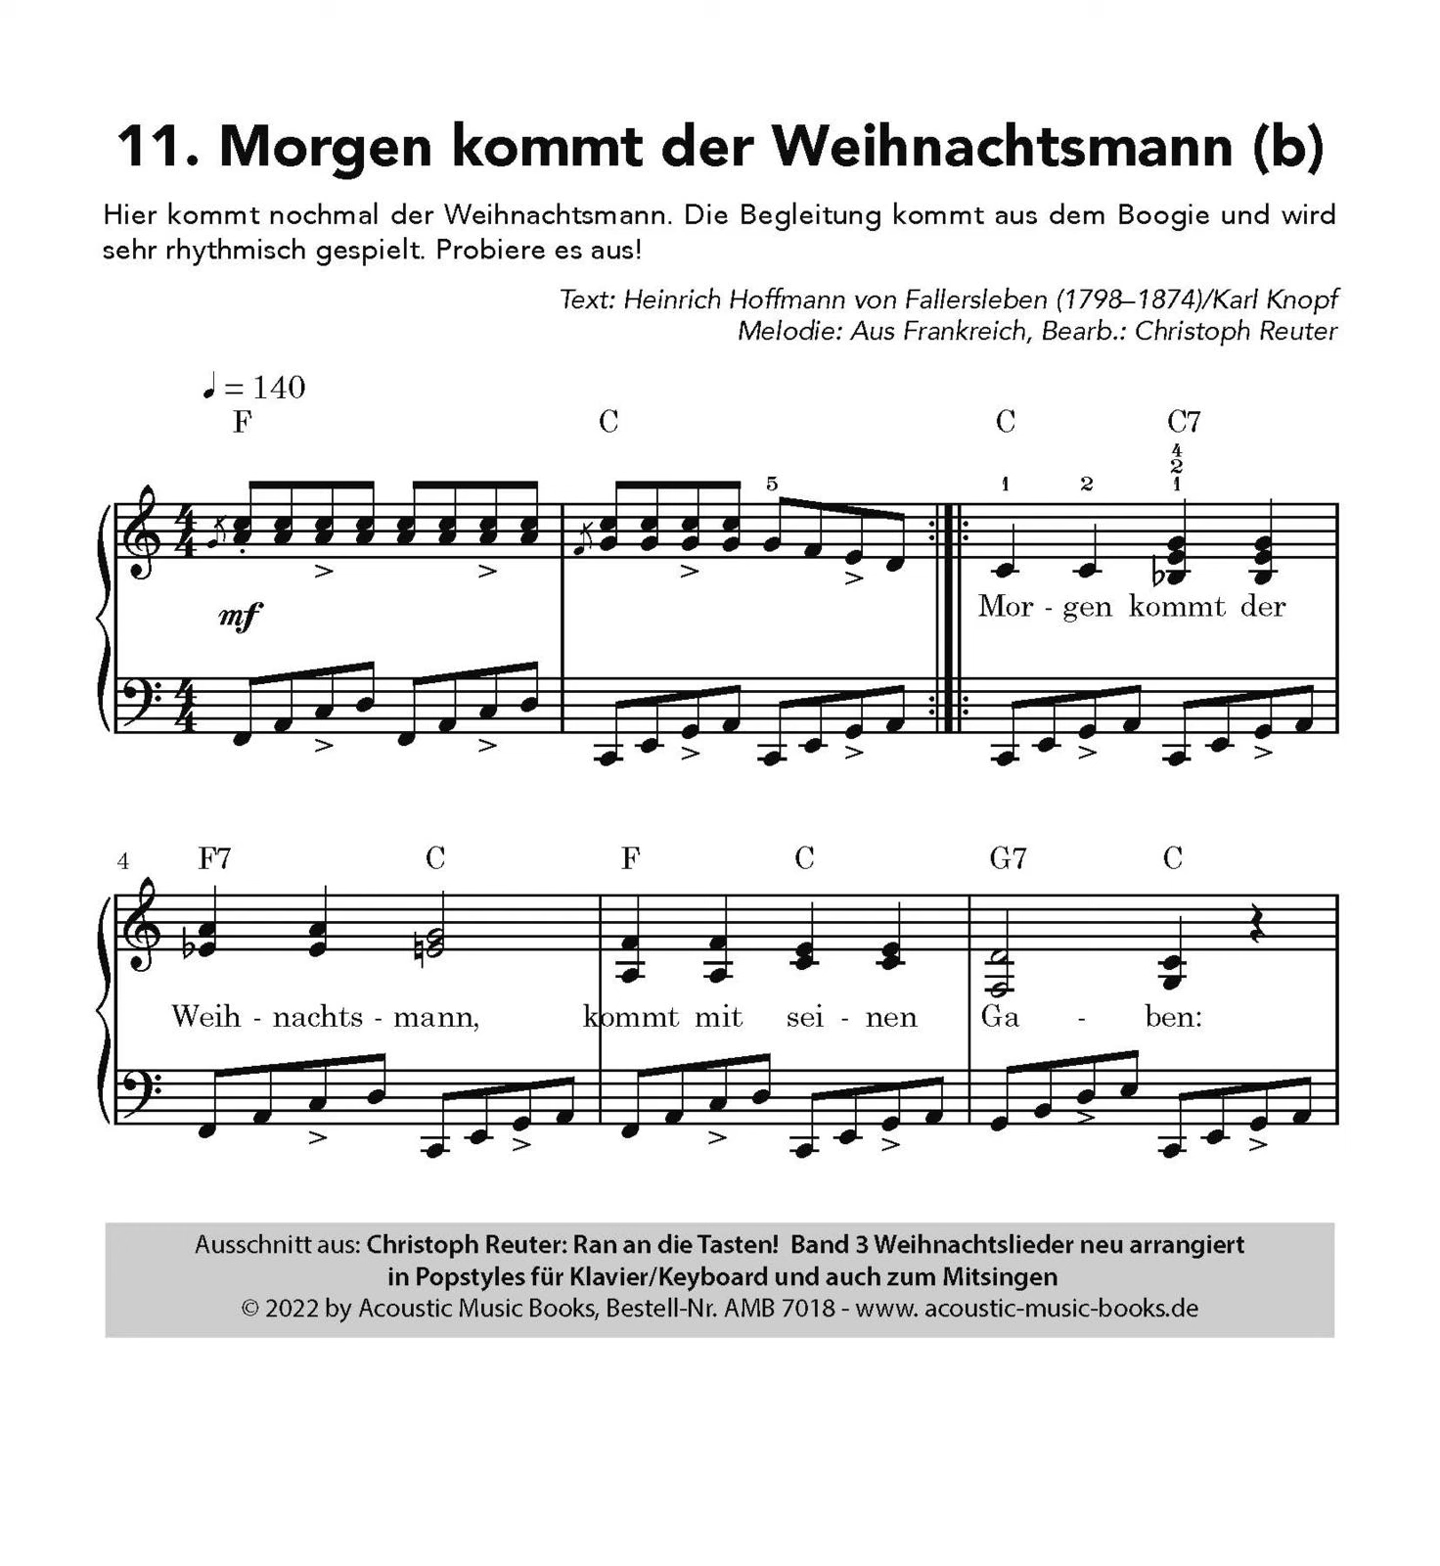 11. Morgen kommt der Weihnachtsmann (b)
Hier kommt nochmal der Weihnachtsmann. Die Begleitung kommt aus dem Boogie und wird
sehr rhythmisch gespielt. Probiere es aus!
Text: Heinrich Hoffmann von Fallersleben (1798–1874)/Karl Knopf
Melodie: Aus Frankreich, Bearb.: Christoph Reuter
♩ = 140
F C C C7
4
2
5 1 2 1
4
4
mf
Mor - gen kommt der
4
4
4 F7 C F C G7 C
Weih - nachts - mann, kommt mit sei - nen Ga - ben:
Ausschnitt aus: Christoph Reuter: Ran an die Tasten! Band 3 Weihnachtslieder neu arrangiert
in Popstyles für Klavier/Keyboard und auch zum Mitsingen
© 2022 by Acoustic Music Books, Bestell-Nr. AMB 7018 - www. acoustic-music-books.de